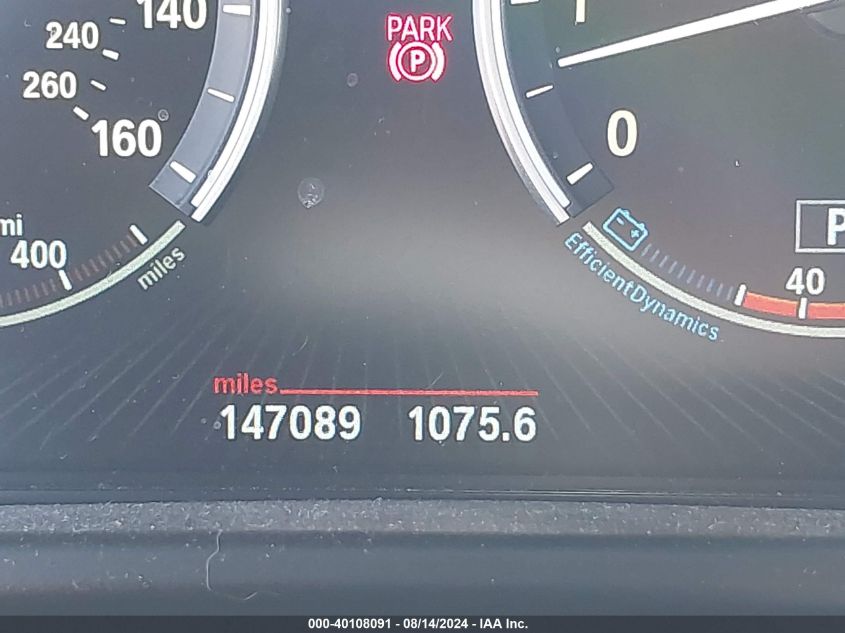 140
240
260
160
PARK
P
1
0
mi
400
miles
P
EfficientDynamics
40
miles
147089 1075.6
000-40108091 - 08/14/2024 - IAA Inc.